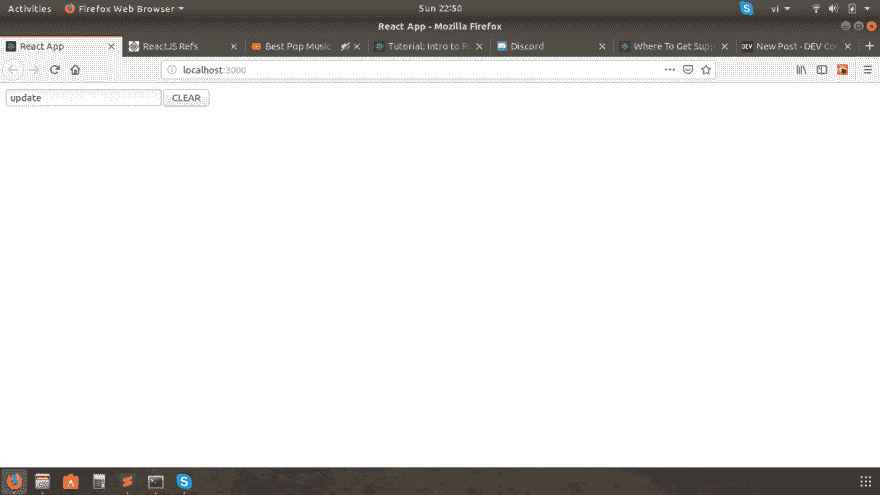 Activities Firefox Web Browser Sun 22:50 vi
React App - Mozilla Firefox
React App ReactJS Refs Best Pop Music Tutorial: Intro to R Discord Where To Get Supp New Post - DEV Co
localhost:3000
update CLEAR